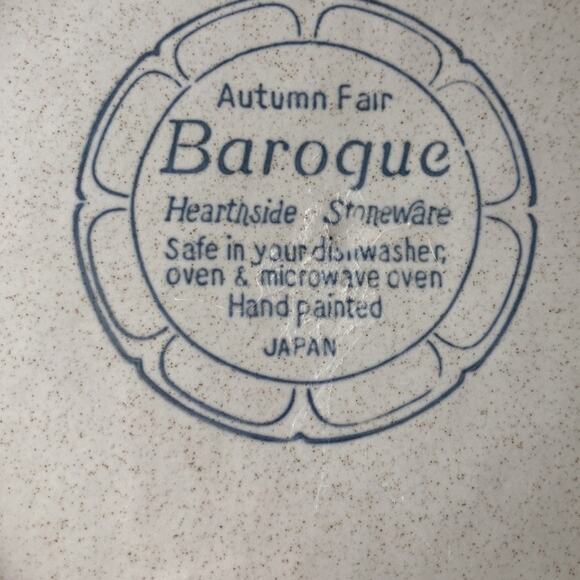 Autumn Fair
Baroque
Hearthside Stoneware
Safe in your dishwasher,
oven & microwave oven
Hand painted
JAPAN